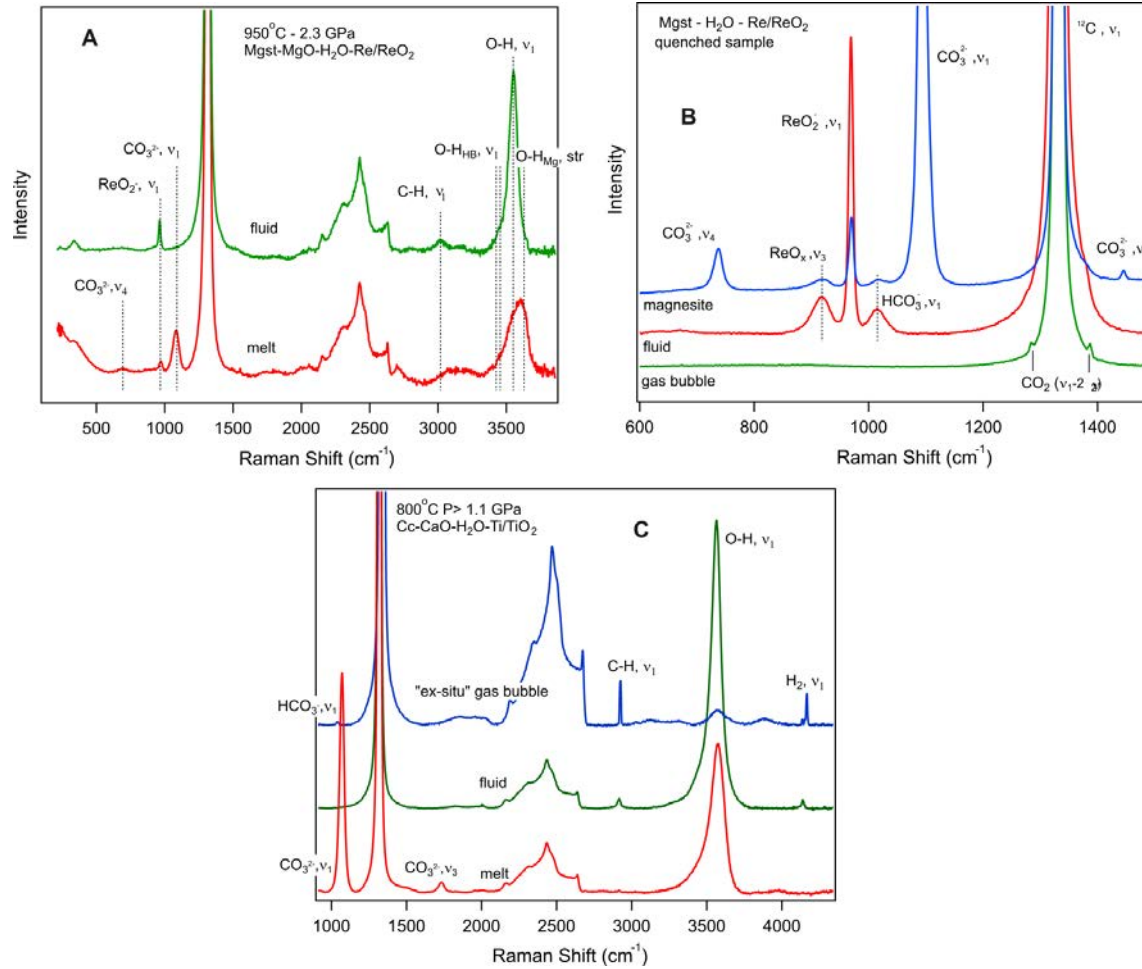 A
950°C - 2.3 GPa
Mgst-MgO-H₂O-Re/ReO₂
O-H, ν₁
CO₃²⁻, ν₁
O-H_HB, ν₁
O-H_Mg, str
ReO₂⁻, ν₁
C-H, ν₁
fluid
CO₃²⁻,ν₄
melt
Intensity
500 1000 1500 2000 2500 3000 3500
Raman Shift (cm⁻¹)
Mgst - H₂O - Re/ReO₂
quenched sample
¹²C , ν₁
CO₃²⁻,ν₁
B
ReO₂⁻,ν₁
CO₃²⁻,ν₄
ReOₓ,ν₃
CO₃²⁻,ν
HCO₃⁻,ν₁
magnesite
fluid
gas bubble
CO₂ (ν₁-2
Intensity
600 800 1000 1200 1400
Raman Shift (cm⁻¹)
800°C P> 1.1 GPa
Cc-CaO-H₂O-Ti/TiO₂
C
O-H, ν₁
C-H, ν₁
H₂, ν₁
"ex-situ" gas bubble
HCO₃⁻,ν₁
fluid
CO₃²⁻,ν₁
CO₃²⁻,ν₃
melt
1000 1500 2000 2500 3000 3500 4000
Raman Shift (cm⁻¹)